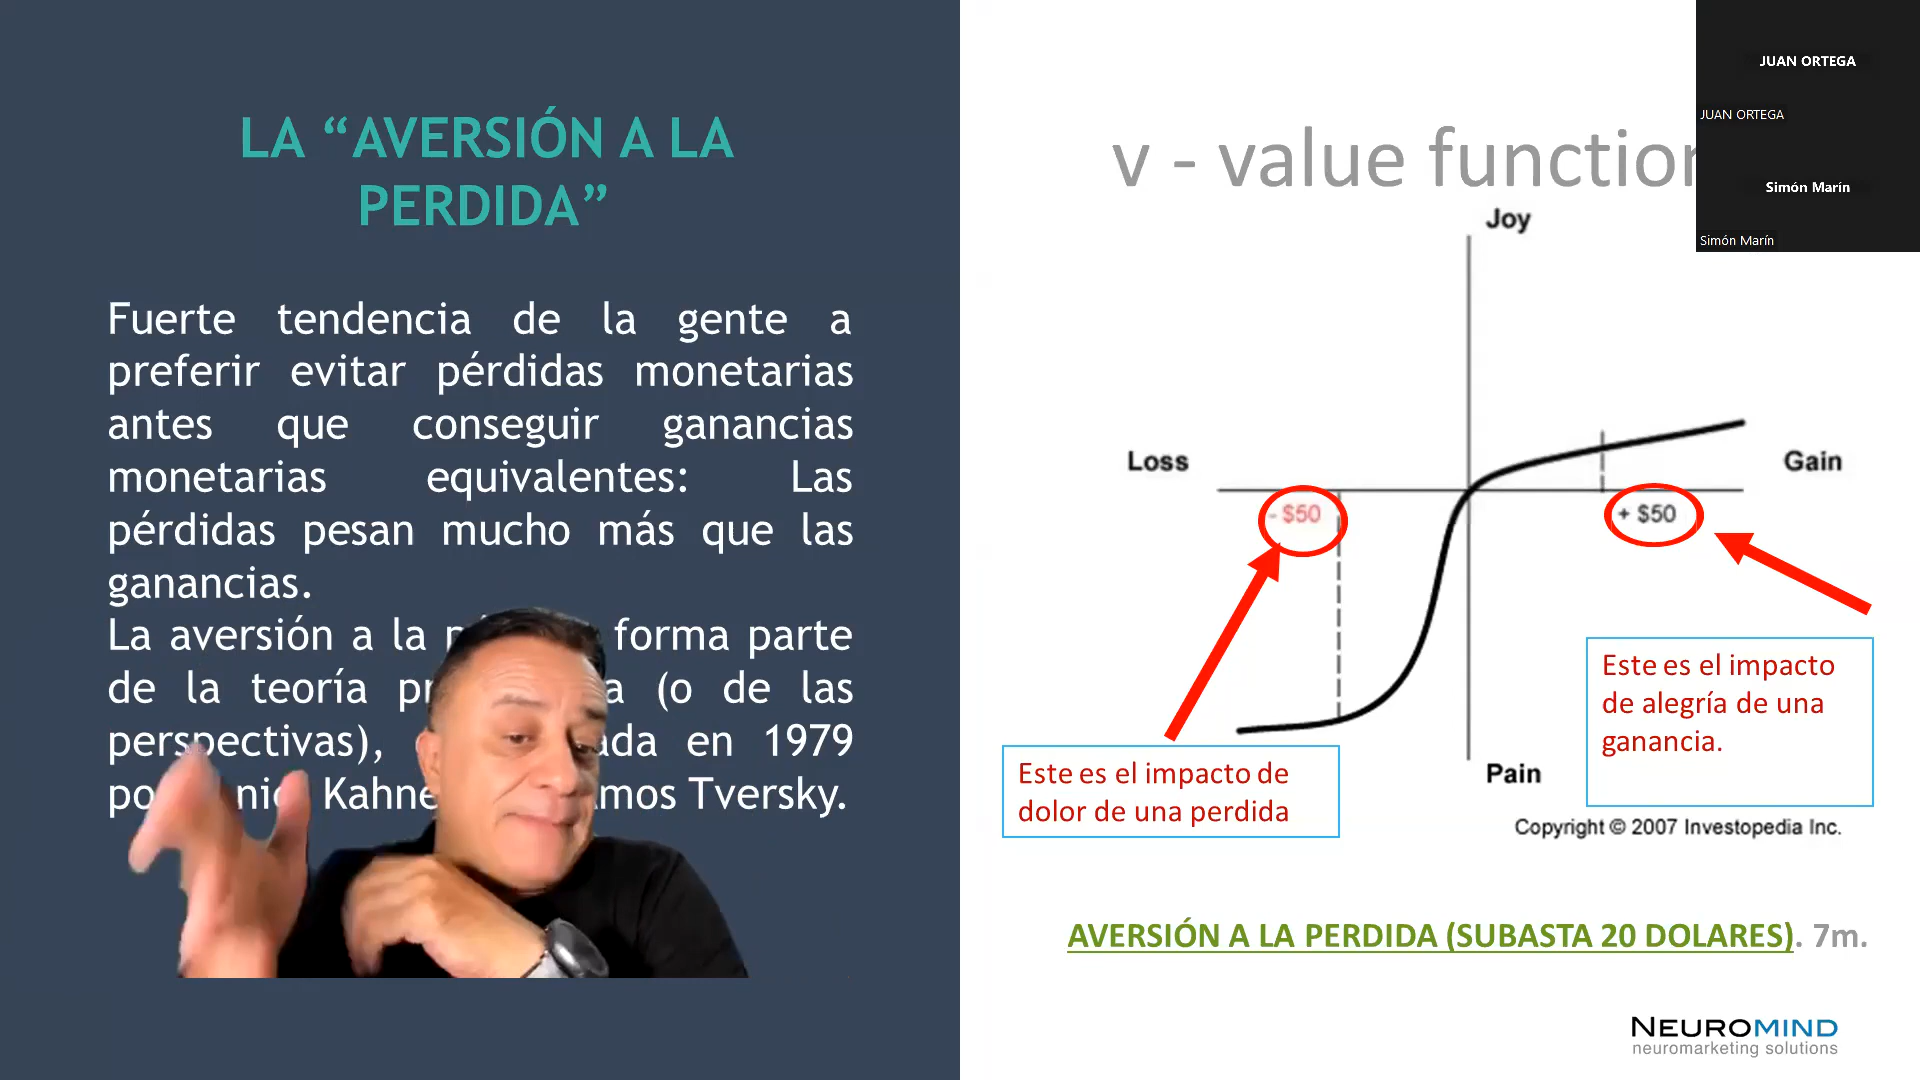 LA “AVERSIÓN A LA
PERDIDA”
Fuerte tendencia de la gente a
preferir evitar pérdidas monetarias
antes que conseguir ganancias
monetarias equivalentes: Las
pérdidas pesan mucho más que las
ganancias.
La aversión a la forma parte
de la teoría (o de las
perspectivas), en 1979
Tversky.
v - value function
Joy
Loss
Gain
- $50
+ $50
Pain
Este es el impacto de
dolor de una perdida
Este es el impacto
de alegría de una
ganancia.
Copyright © 2007 Investopedia Inc.
AVERSIÓN A LA PERDIDA (SUBASTA 20 DOLARES). 7m.
NEUROMIND
neuromarketing solutions
JUAN ORTEGA
JUAN ORTEGA
Simón Marín
Simón Marín